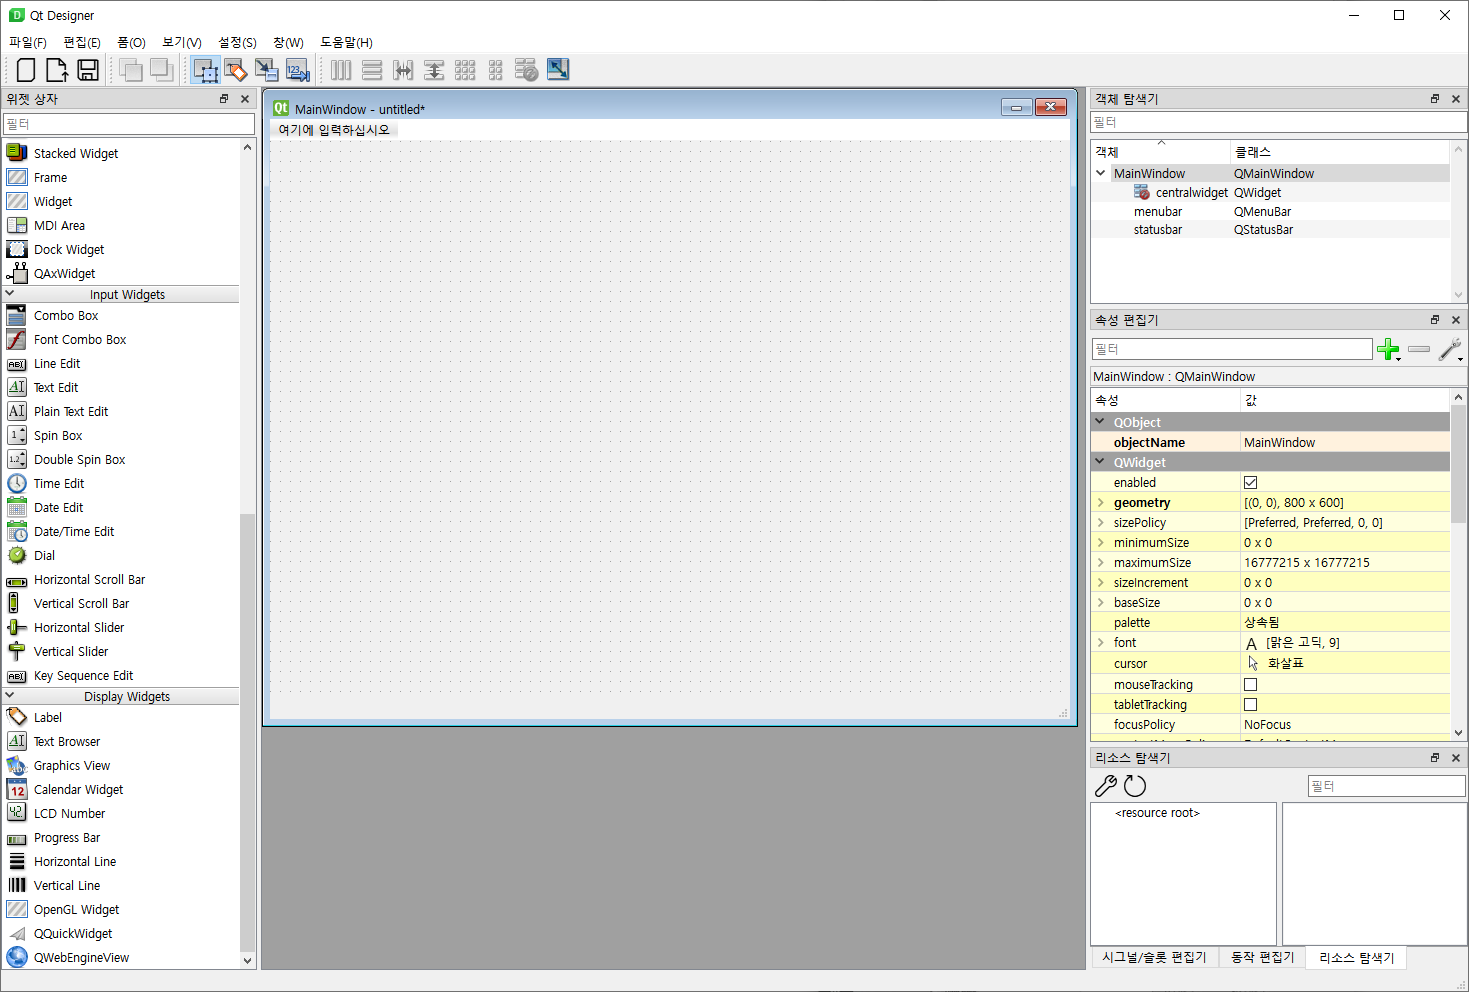 Qt Designer
파일(F) 편집(E) 폼(O) 보기(V) 설정(S) 창(W) 도움말(H)
위젯 상자
필터
Stacked Widget
Frame
Widget
MDI Area
Dock Widget
QAxWidget
Input Widgets
Combo Box
Font Combo Box
Line Edit
Text Edit
Plain Text Edit
Spin Box
Double Spin Box
Time Edit
Date Edit
Date/Time Edit
Dial
Horizontal Scroll Bar
Vertical Scroll Bar
Horizontal Slider
Vertical Slider
Key Sequence Edit
Display Widgets
Label
Text Browser
Graphics View
Calendar Widget
LCD Number
Progress Bar
Horizontal Line
Vertical Line
OpenGL Widget
QQuickWidget
QWebEngineView
MainWindow - untitled*
여기에 입력하십시오
객체 탐색기
필터
객체 클래스
MainWindow QMainWindow
centralwidget QWidget
menubar QMenuBar
statusbar QStatusBar
속성 편집기
필터
MainWindow : QMainWindow
속성 값
QObject
objectName MainWindow
QWidget
enabled
geometry [(0, 0), 800 x 600]
sizePolicy [Preferred, Preferred, 0, 0]
minimumSize 0 x 0
maximumSize 16777215 x 16777215
sizeIncrement 0 x 0
baseSize 0 x 0
palette 상속됨
font A [맑은 고딕, 9]
cursor 화살표
mouseTracking
tabletTracking
focusPolicy NoFocus
리소스 탐색기
필터
<resource root>
시그널/슬롯 편집기 동작 편집기 리소스 탐색기